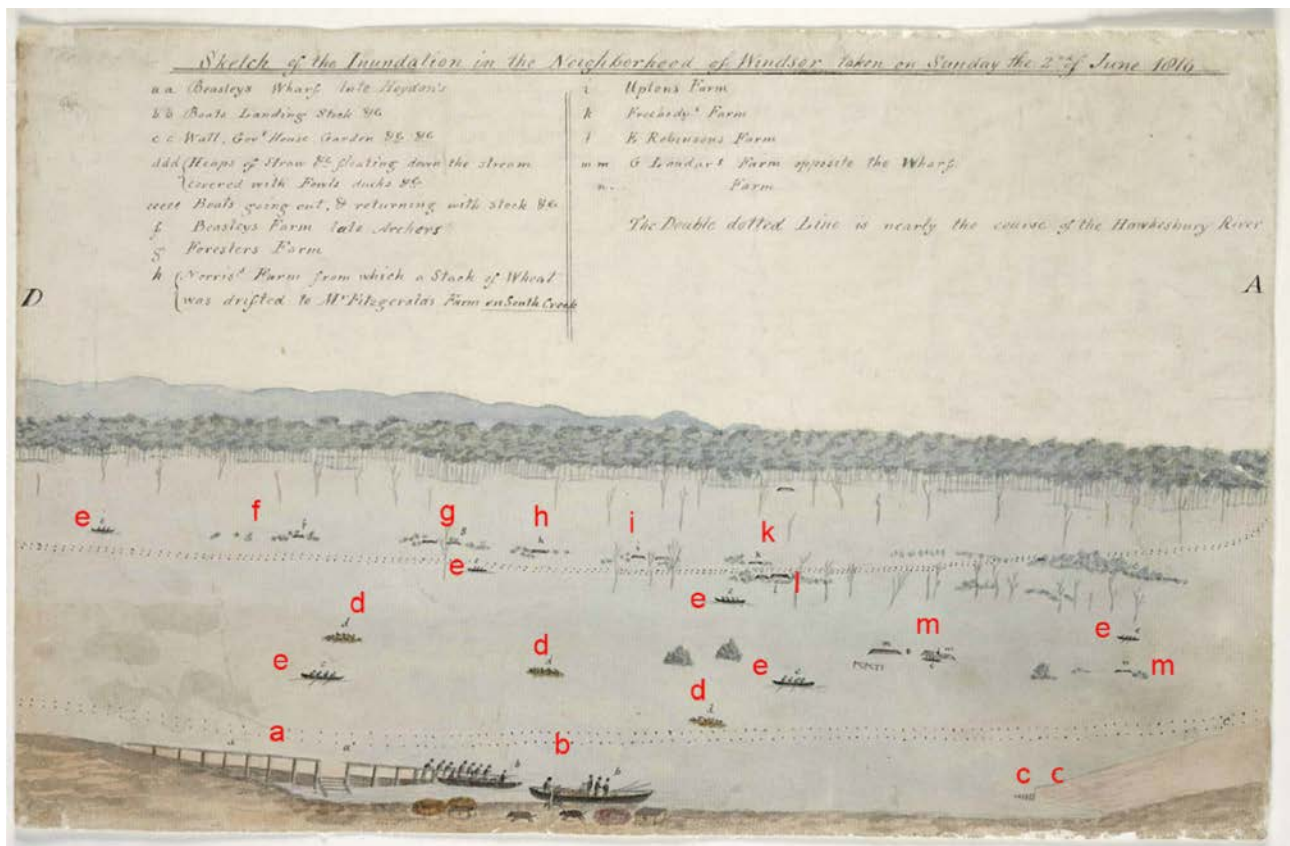 Sketch of the Inundation in the Neighborhood of Windsor taken on Sunday the 2nd of June 1816
a a Beasleys Wharf late Heydon's
b b Boats Landing Stock &c
c c Wall, Govt House Garden &c &c
ddd Heaps of Straw &c floating down the stream
covered with Fowls ducks &c
eeeee Boats going out, & returning with stock &c
f Beasleys Farm late Archers
g Foresters Farm
h Norris's Farm from which a Stack of Wheat
was drifted to Mr Fitzgeralds Farm on South Creek
i Uptons Farm
k Freebodys Farm
l E Robinsons Farm
m m G Loudars Farm opposite the Wharf
n. Farm
The Double dotted Line is nearly the course of the Hawkesbury River
D
A
e
f
g
h
i
k
e
l
e
d
m
e
e
d
e
m
d
a
b
c c